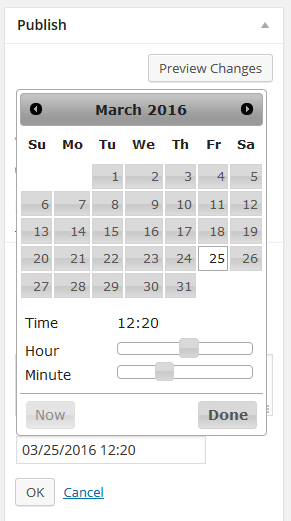 Publish
Preview Changes
March 2016
Su Mo Tu We Th Fr Sa
1 2 3 4 5
6 7 8 9 10 11 12
13 14 15 16 17 18 19
20 21 22 23 24 25 26
27 28 29 30 31
Time 12:20
Hour
Minute
Now Done
03/25/2016 12:20
OK Cancel